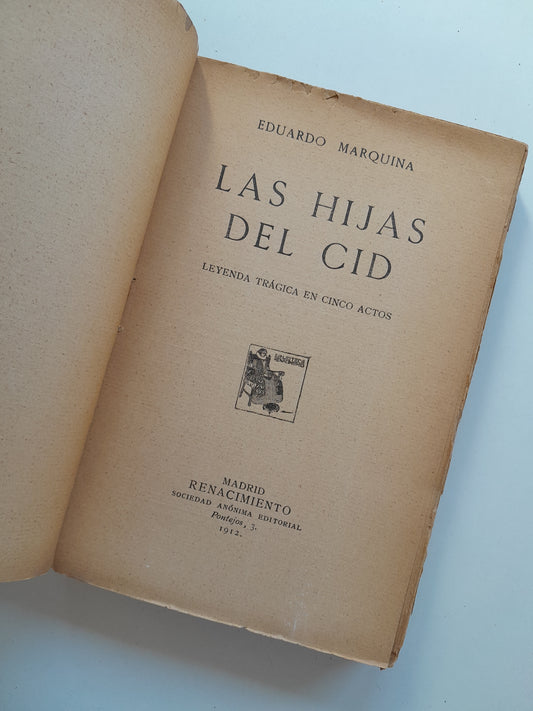 EDUARDO MARQUINA
LAS HIJAS
DEL CID
LEYENDA TRÁGICA EN CINCO ACTOS
MADRID
RENACIMIENTO
SOCIEDAD ANÓNIMA EDITORIAL
Pontejos, 3.
1912.